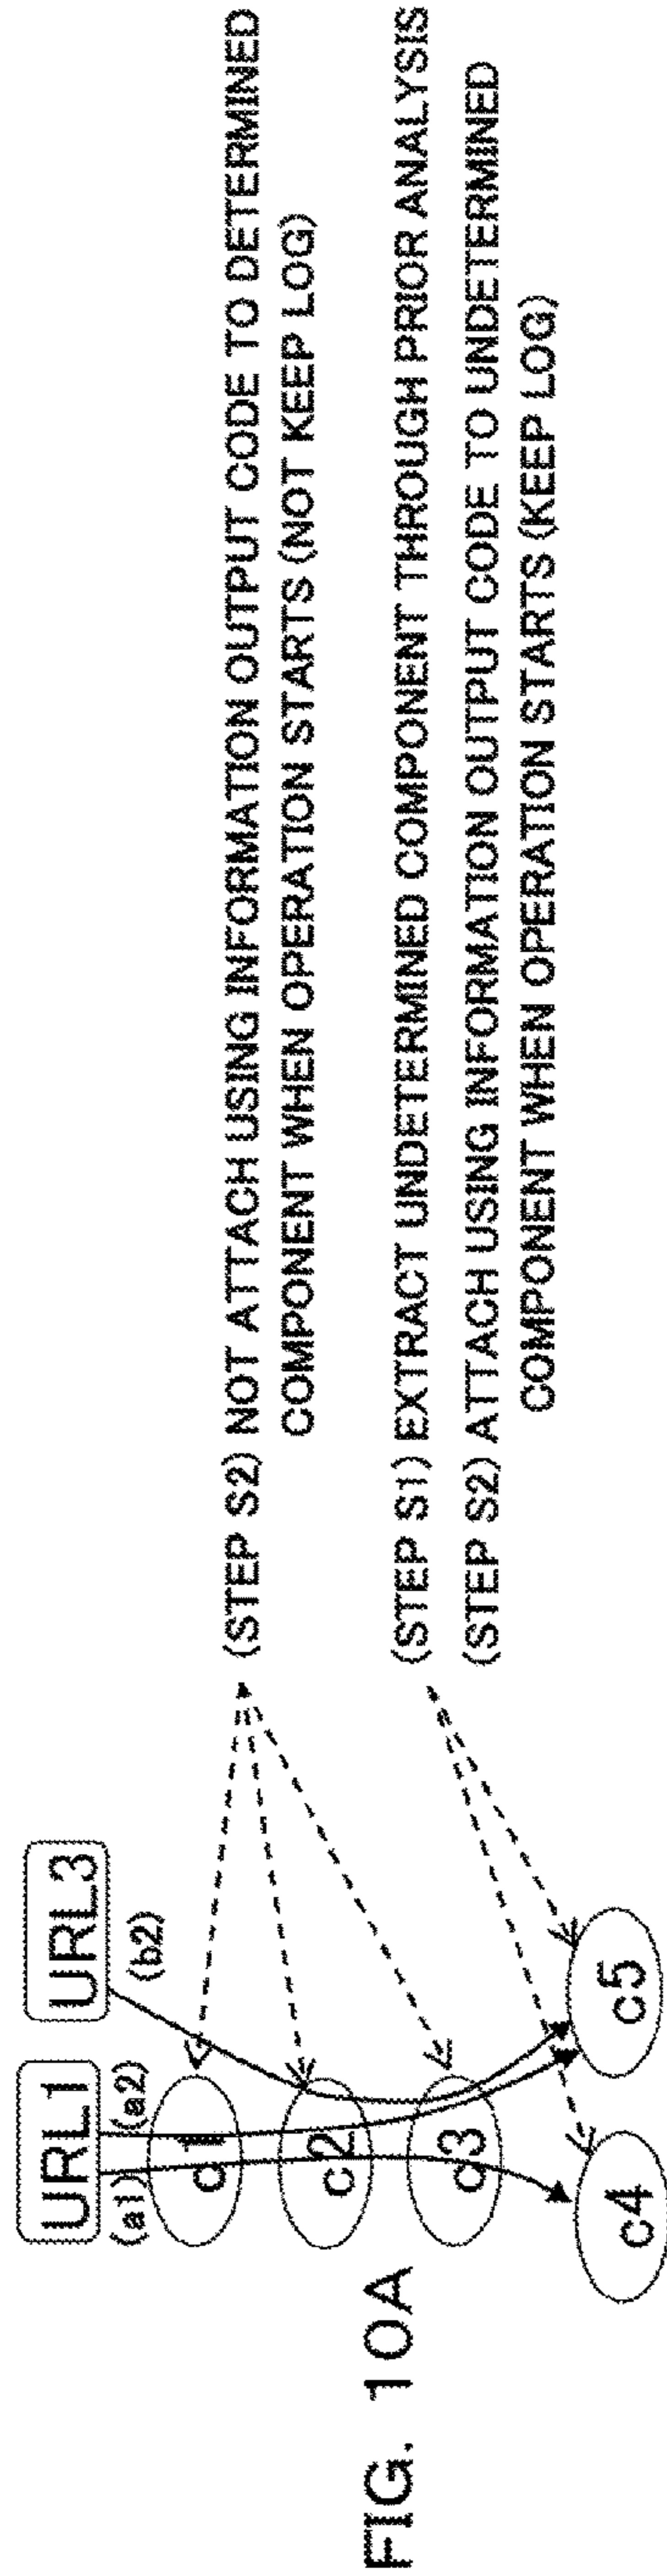 URL1
URL3
(a1)
(a2)
(b2)
c1
c2
c3
c4
c5
(STEP S2) NOT ATTACH USING INFORMATION OUTPUT CODE TO DETERMINED
COMPONENT WHEN OPERATION STARTS (NOT KEEP LOG)
(STEP S1) EXTRACT UNDETERMINED COMPONENT THROUGH PRIOR ANALYSIS
(STEP S2) ATTACH USING INFORMATION OUTPUT CODE TO UNDETERMINED
COMPONENT WHEN OPERATION STARTS (KEEP LOG)
FIG. 10A